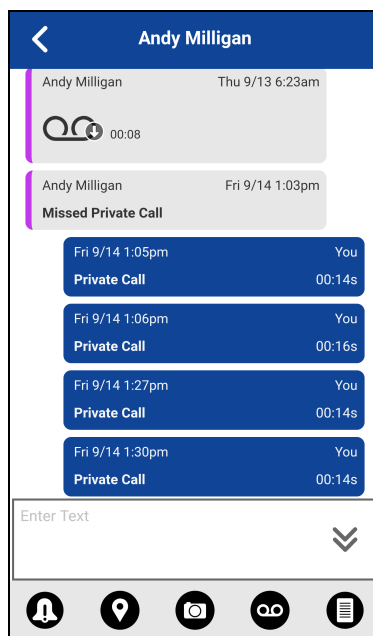 Andy Milligan
Andy Milligan Thu 9/13 6:23am
00:08
Andy Milligan Fri 9/14 1:03pm
Missed Private Call
Fri 9/14 1:05pm You
Private Call 00:14s
Fri 9/14 1:06pm You
Private Call 00:16s
Fri 9/14 1:27pm You
Private Call 00:14s
Fri 9/14 1:30pm You
Private Call 00:14s
Enter Text